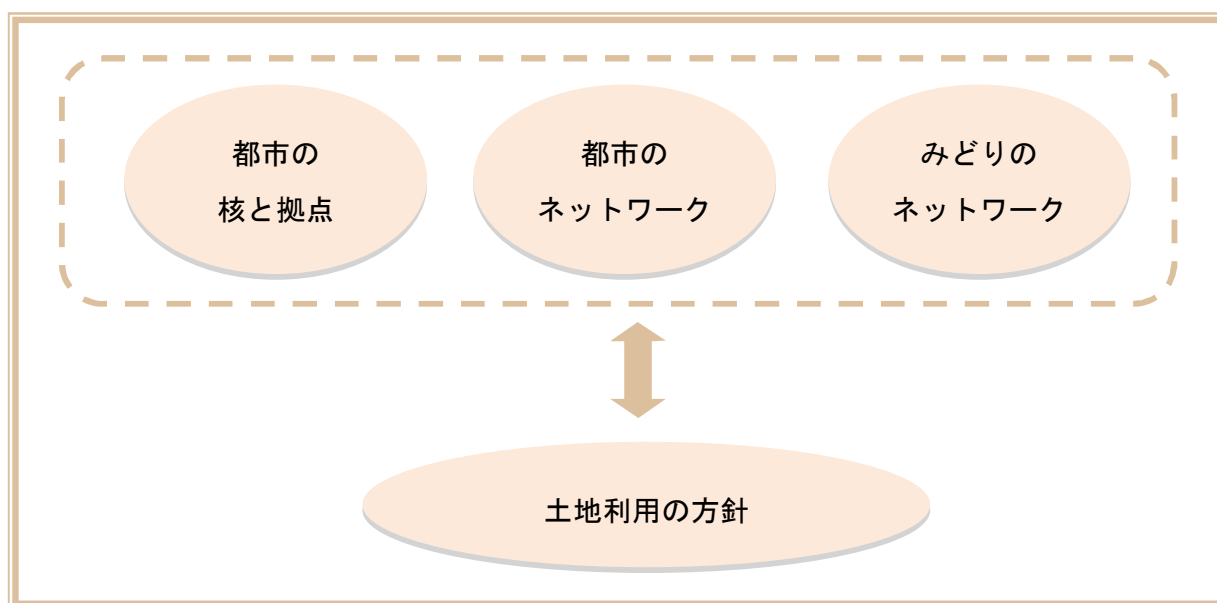 都市の
核と拠点
都市の
ネットワーク
みどりの
ネットワーク
土地利用の方針